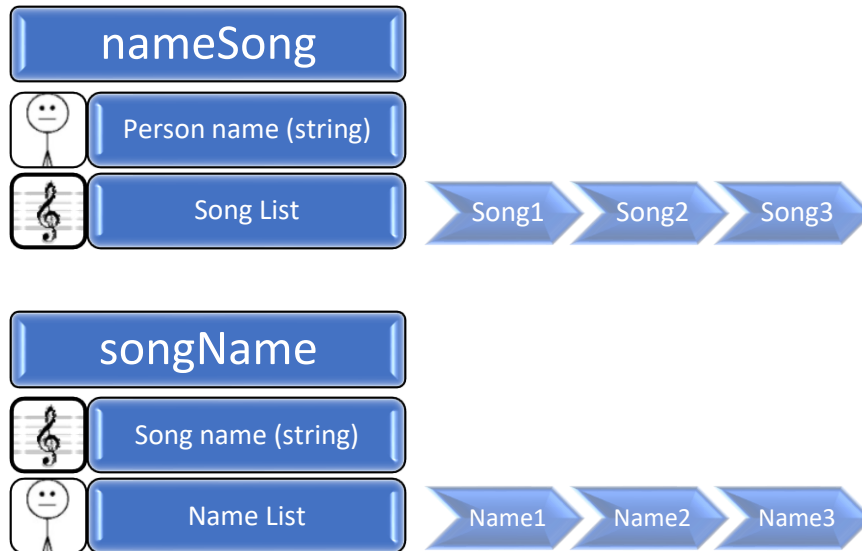 nameSong
Person name (string)
Song List
Song1
Song2
Song3
songName
Song name (string)
Name List
Name1
Name2
Name3